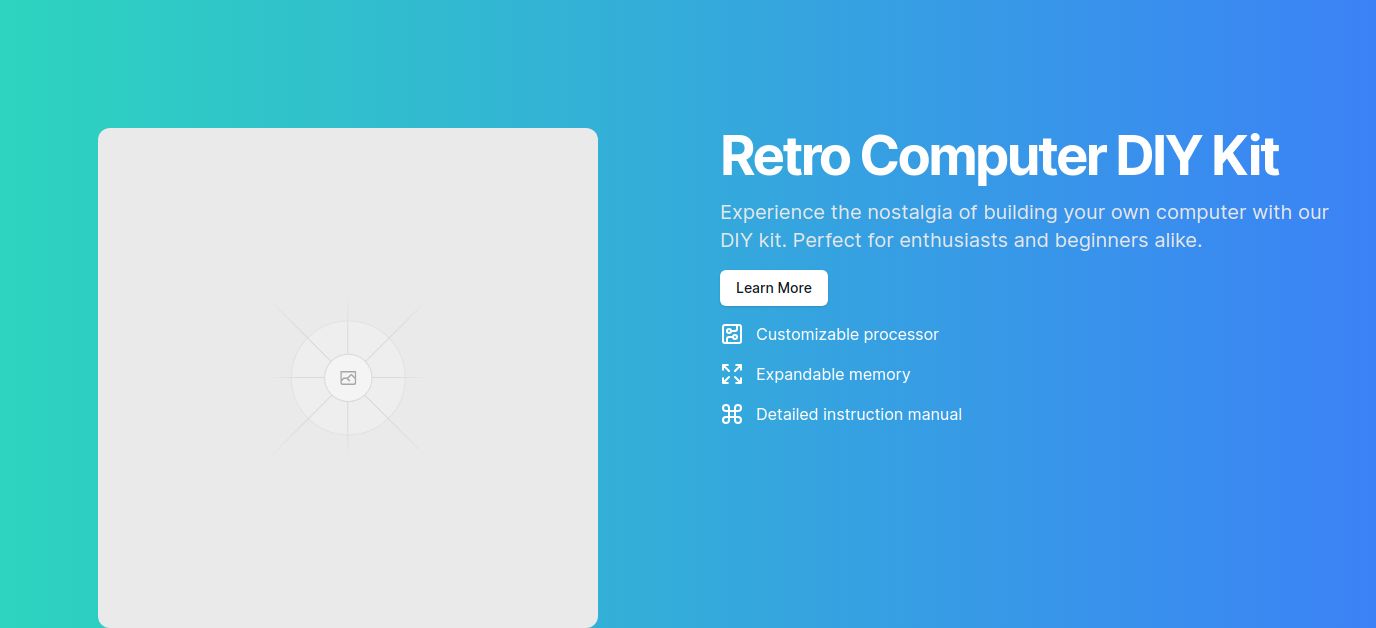 Retro Computer DIY Kit
Experience the nostalgia of building your own computer with our
DIY kit. Perfect for enthusiasts and beginners alike.
Learn More
Customizable processor
Expandable memory
Detailed instruction manual